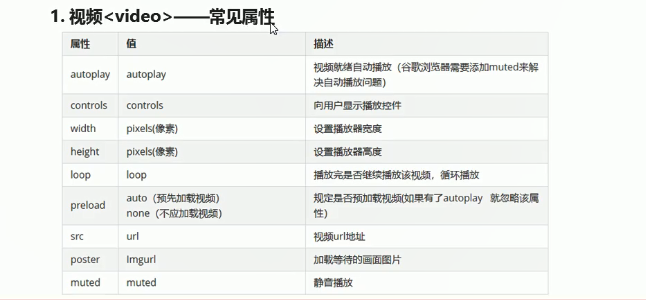 1. 视频<video>——常见属性
属性 值 描述
autoplay autoplay 视频就绪自动播放（谷歌浏览器需要添加muted来解
决自动播放问题)
controls controls 向用户显示播放控件
width pixels(像素) 设置播放器宽度
height pixels(像素) 设置播放器高度
loop loop 播放完是否继续播放该视频，循环播放
preload auto（预先加载视频）
none（不应加载视频） 规定是否预加载视频(如果有了autoplay 就忽略该属
性)
src url 视频url地址
poster Imgurl 加载等待的画面图片
muted muted 静音播放